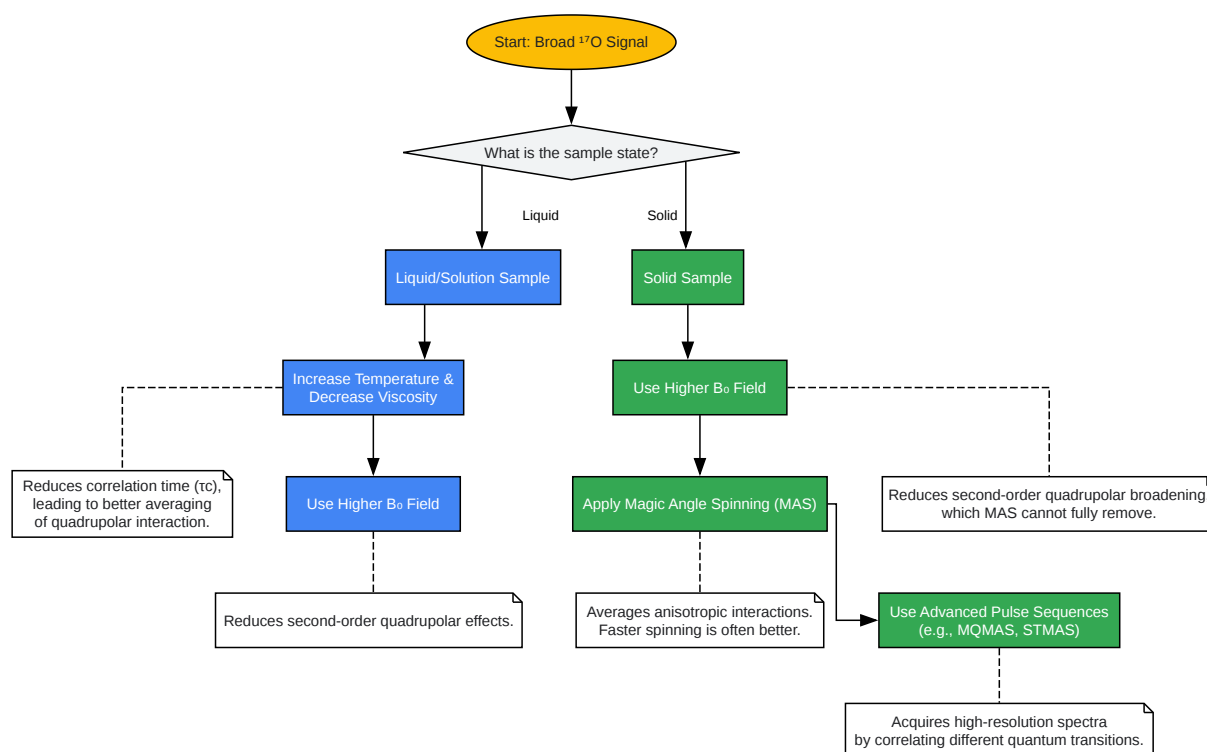 Start: Broad ¹⁷O Signal
What is the sample state?
Liquid
Solid
Liquid/Solution Sample
Solid Sample
Increase Temperature &
Decrease Viscosity
Use Higher B₀ Field
Reduces correlation time (τc),
leading to better averaging
of quadrupolar interaction.
Use Higher B₀ Field
Apply Magic Angle Spinning (MAS)
Reduces second-order quadrupolar broadening,
which MAS cannot fully remove.
Reduces second-order quadrupolar effects.
Averages anisotropic interactions.
Faster spinning is often better.
Use Advanced Pulse Sequences
(e.g., MQMAS, STMAS)
Acquires high-resolution spectra
by correlating different quantum transitions.